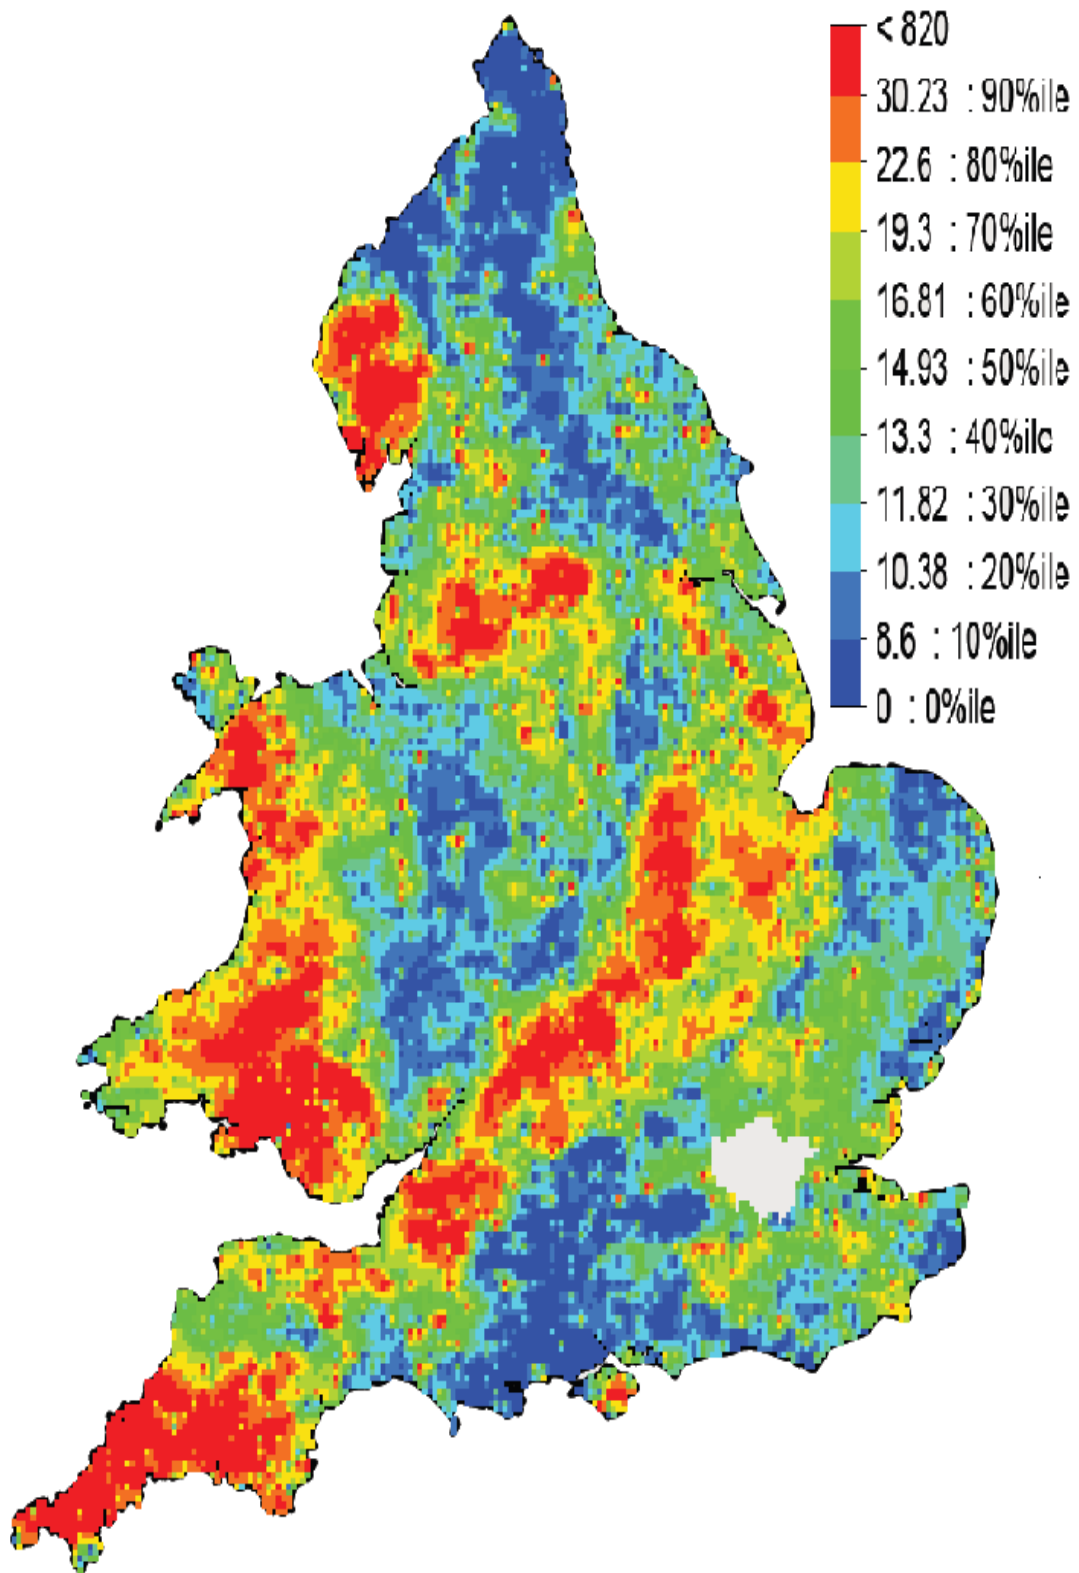 < 820
30.23 : 90%ile
22.6 : 80%ile
19.3 : 70%ile
16.81 : 60%ile
14.93 : 50%ile
13.3 : 40%ilc
11.82 : 30%ile
10.38 : 20%ile
8.6 : 10%ile
0 : 0%ile